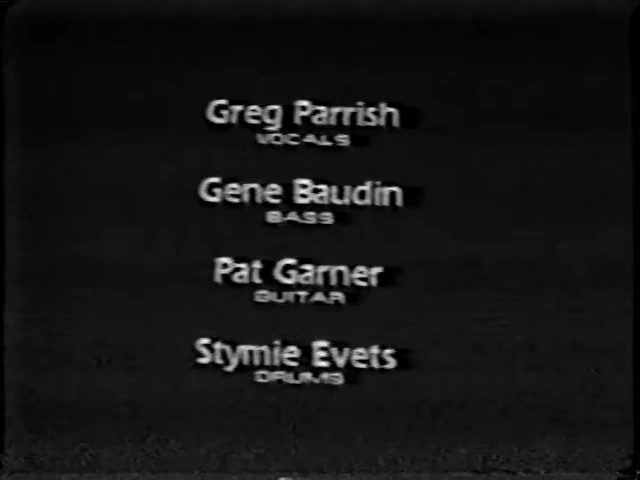 Greg Parrish
VOCALS
Gene Baudin
BASS
Pat Garner
GUITAR
Stymie Evets
DRUMS